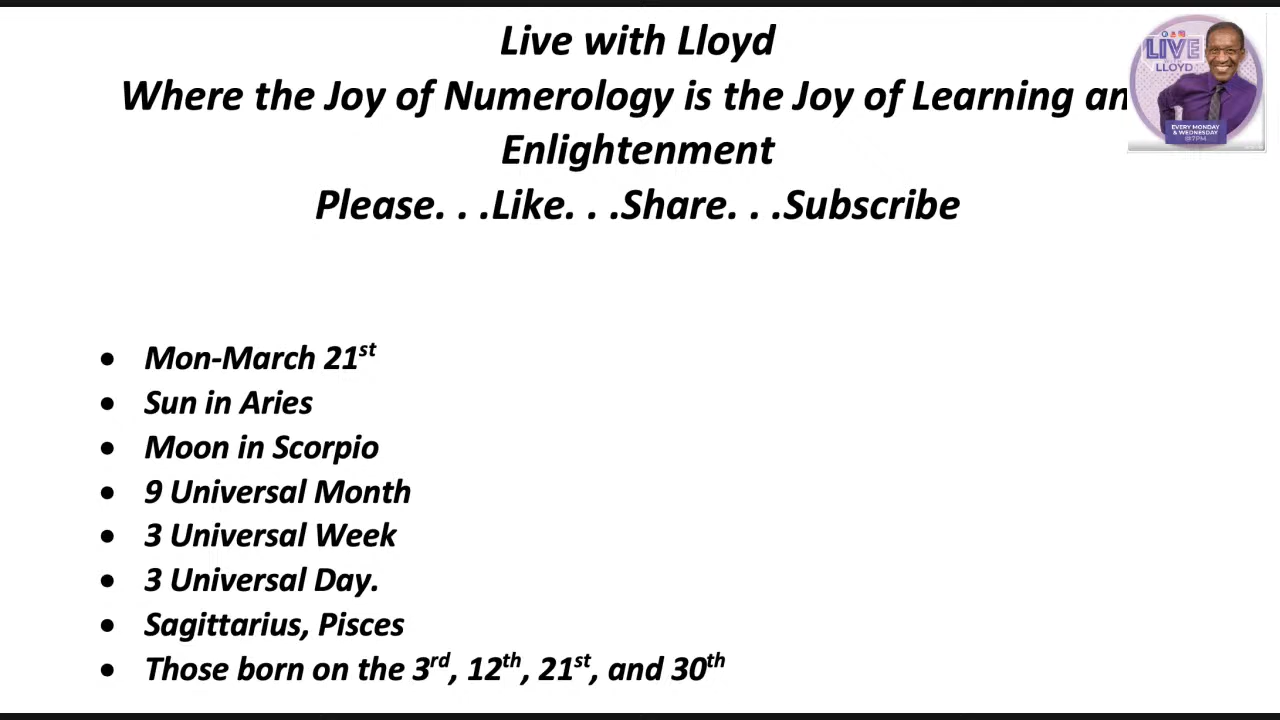 Live with Lloyd
Where the Joy of Numerology is the Joy of Learning an
Enlightenment
Please. . .Like. . .Share. . .Subscribe
LIVE
LLOYD
EVERY MONDAY
& WEDNESDAY
@7PM
• Mon-March 21st
• Sun in Aries
• Moon in Scorpio
• 9 Universal Month
• 3 Universal Week
• 3 Universal Day.
• Sagittarius, Pisces
• Those born on the 3rd, 12th, 21st, and 30th